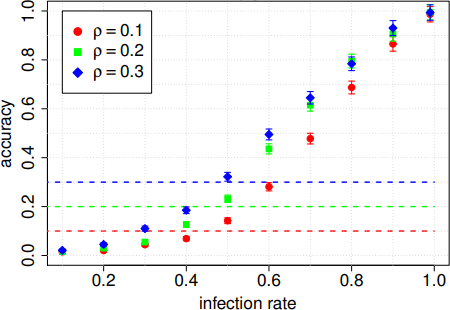 ρ = 0.1
ρ = 0.2
ρ = 0.3
accuracy
1.0
0.8
0.6
0.4
0.2
0.0
0.2
0.4
0.6
0.8
1.0
infection rate